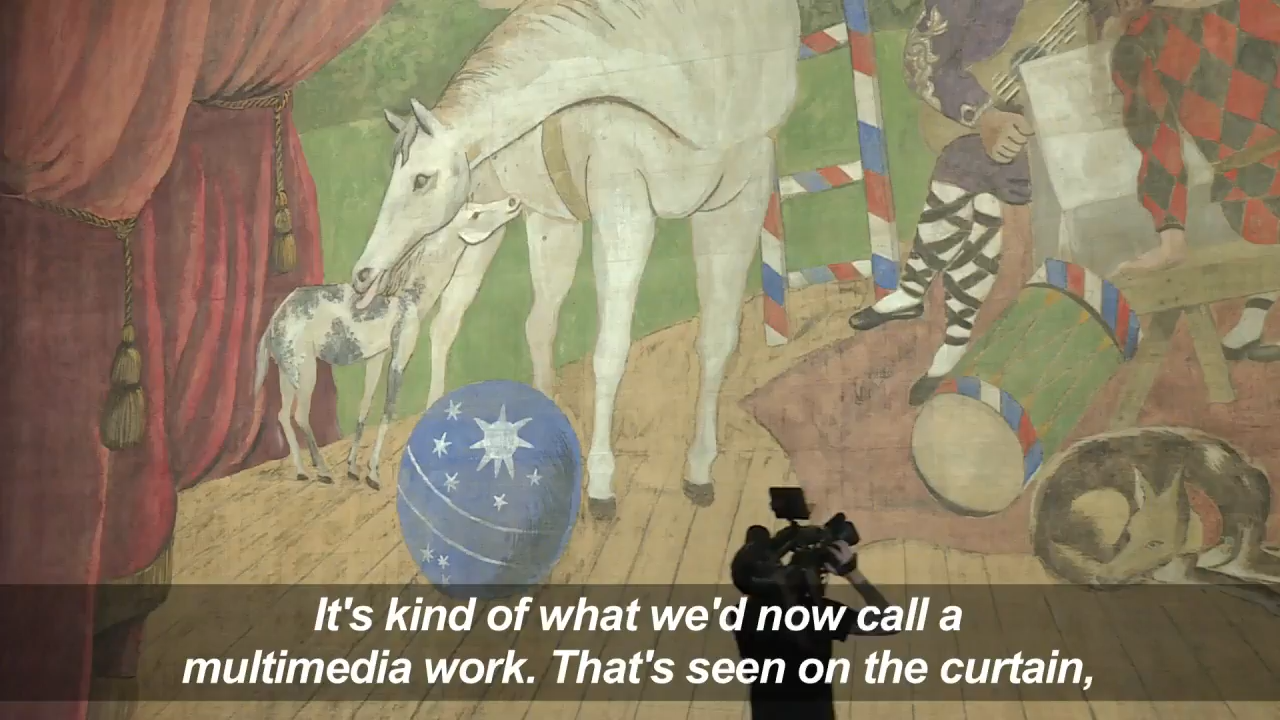 It's kind of what we'd now call a
multimedia work. That's seen on the curtain,